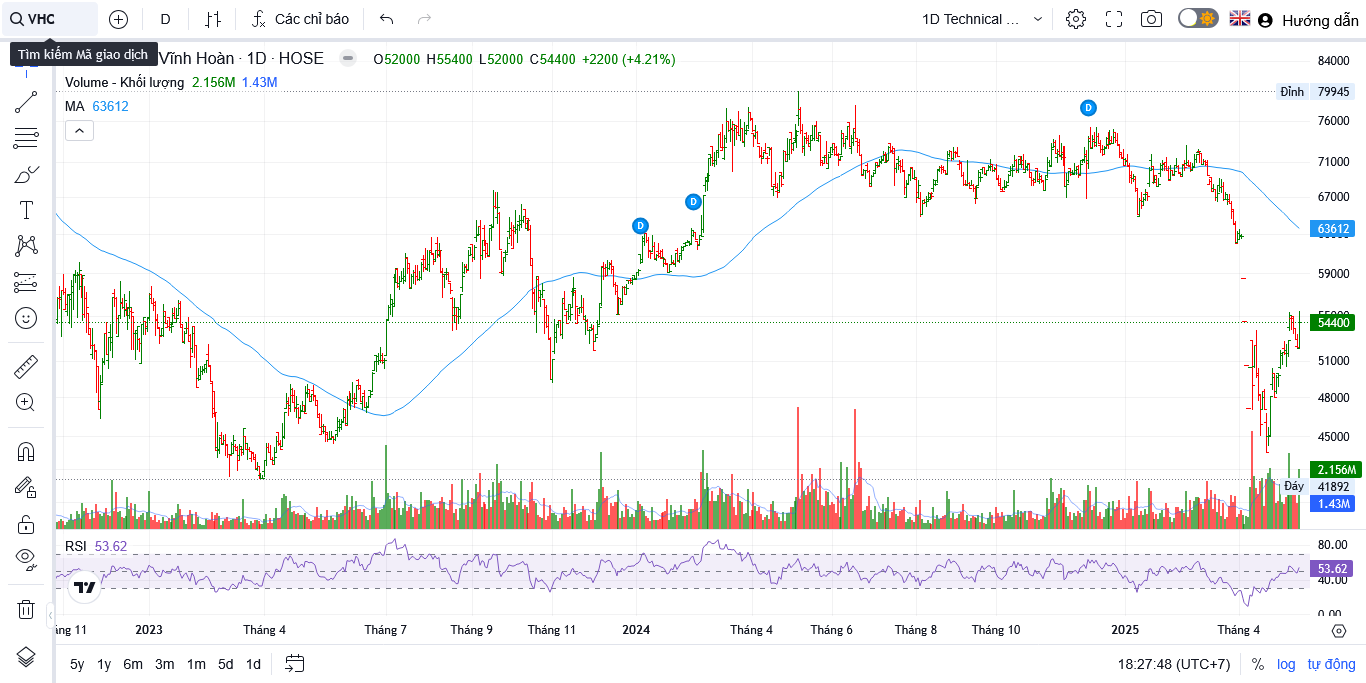 VHC
D
Các chỉ báo
1D Technical ...
Hướng dẫn
Tìm kiếm Mã giao dịch
Vĩnh Hoàn · 1D · HOSE
O52000 H55400 L52000 C54400 +2200 (+4.21%)
Volume - Khối lượng 2.156M 1.43M
MA 63612
84000
Đỉnh 79945
76000
D
71000
67000
D
D
63612
59000
54400
51000
48000
45000
2.156M
Đáy 41892
1.43M
RSI 53.62
80.00
53.62
40.00
0.00
ng 11 2023 Tháng 4 Tháng 7 Tháng 9 Tháng 11 2024 Tháng 4 Tháng 6 Tháng 8 Tháng 10 2025 Tháng 4
5y 1y 6m 3m 1m 5d 1d
18:27:48 (UTC+7) % log tự động